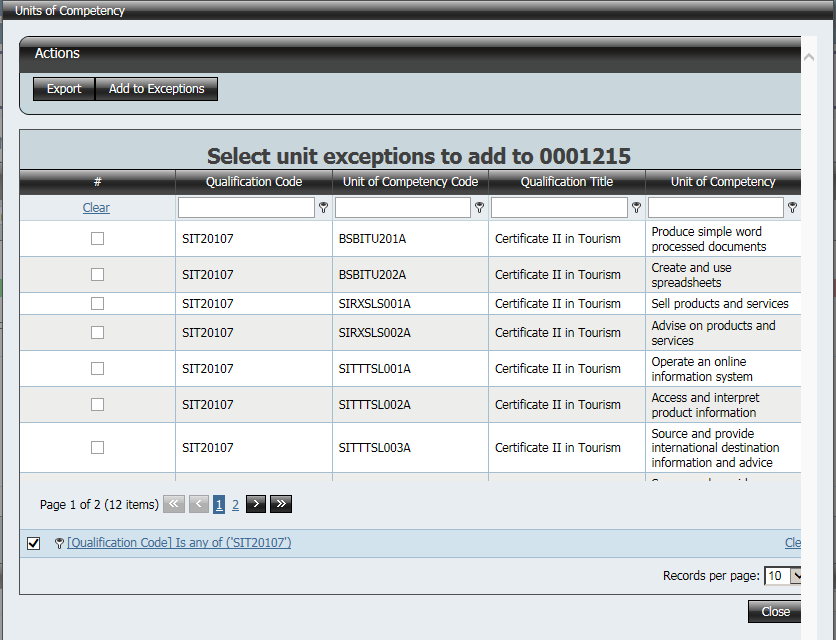 Units of Competency
Actions
Export Add to Exceptions
Select unit exceptions to add to 0001215
# Qualification Code Unit of Competency Code Qualification Title Unit of Competency
Clear
SIT20107 BSBITU201A Certificate II in Tourism Produce simple word
processed documents
SIT20107 BSBITU202A Certificate II in Tourism Create and use
spreadsheets
SIT20107 SIRXSLS001A Certificate II in Tourism Sell products and services
SIT20107 SIRXSLS002A Certificate II in Tourism Advise on products and
services
SIT20107 SITTTSL001A Certificate II in Tourism Operate an online
information system
SIT20107 SITTTSL002A Certificate II in Tourism Access and interpret
product information
SIT20107 SITTTSL003A Certificate II in Tourism Source and provide
international destination
information and advice
Page 1 of 2 (12 items) « < 1 2 > »
[Qualification Code] Is any of ('SIT20107') Cle
Records per page: 10
Close